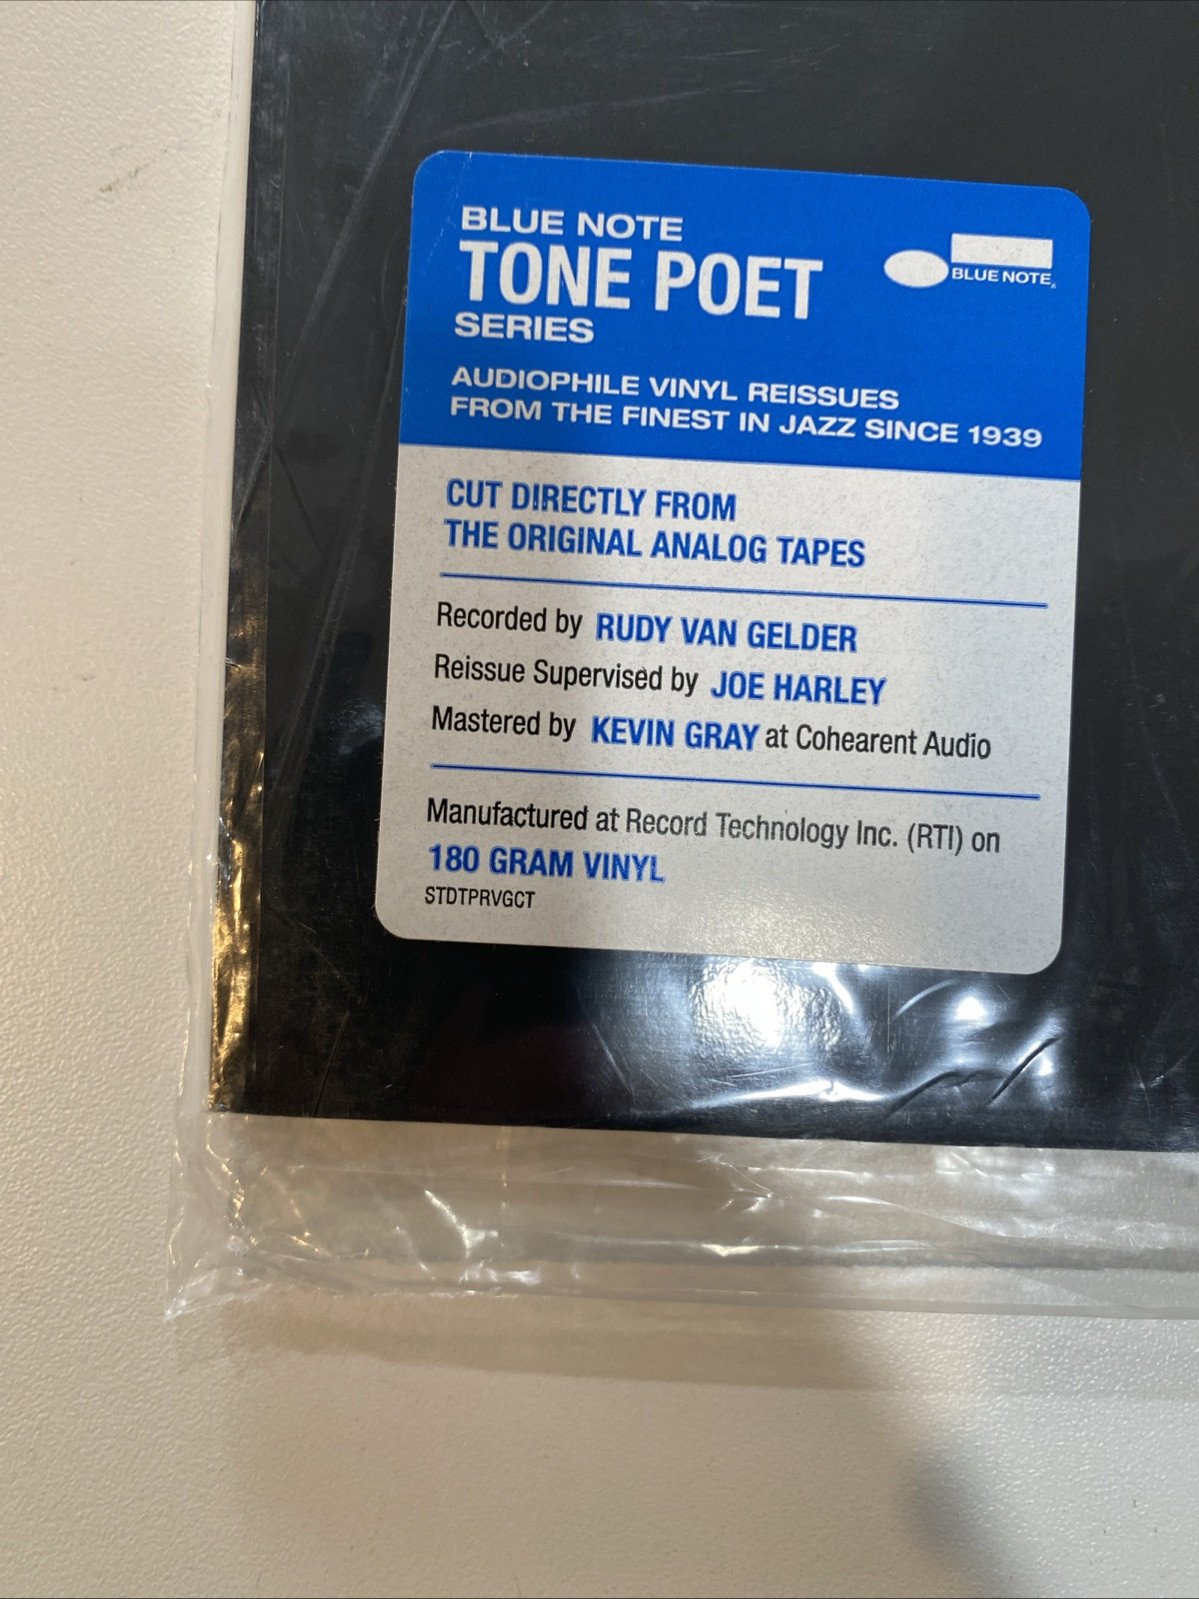 BLUE NOTE
TONE POET
SERIES
BLUE NOTE®
AUDIOPHILE VINYL REISSUES
FROM THE FINEST IN JAZZ SINCE 1939
CUT DIRECTLY FROM
THE ORIGINAL ANALOG TAPES
Recorded by RUDY VAN GELDER
Reissue Supervised by JOE HARLEY
Mastered by KEVIN GRAY at Cohearent Audio
Manufactured at Record Technology Inc. (RTI) on
180 GRAM VINYL
STDTPRVGCT